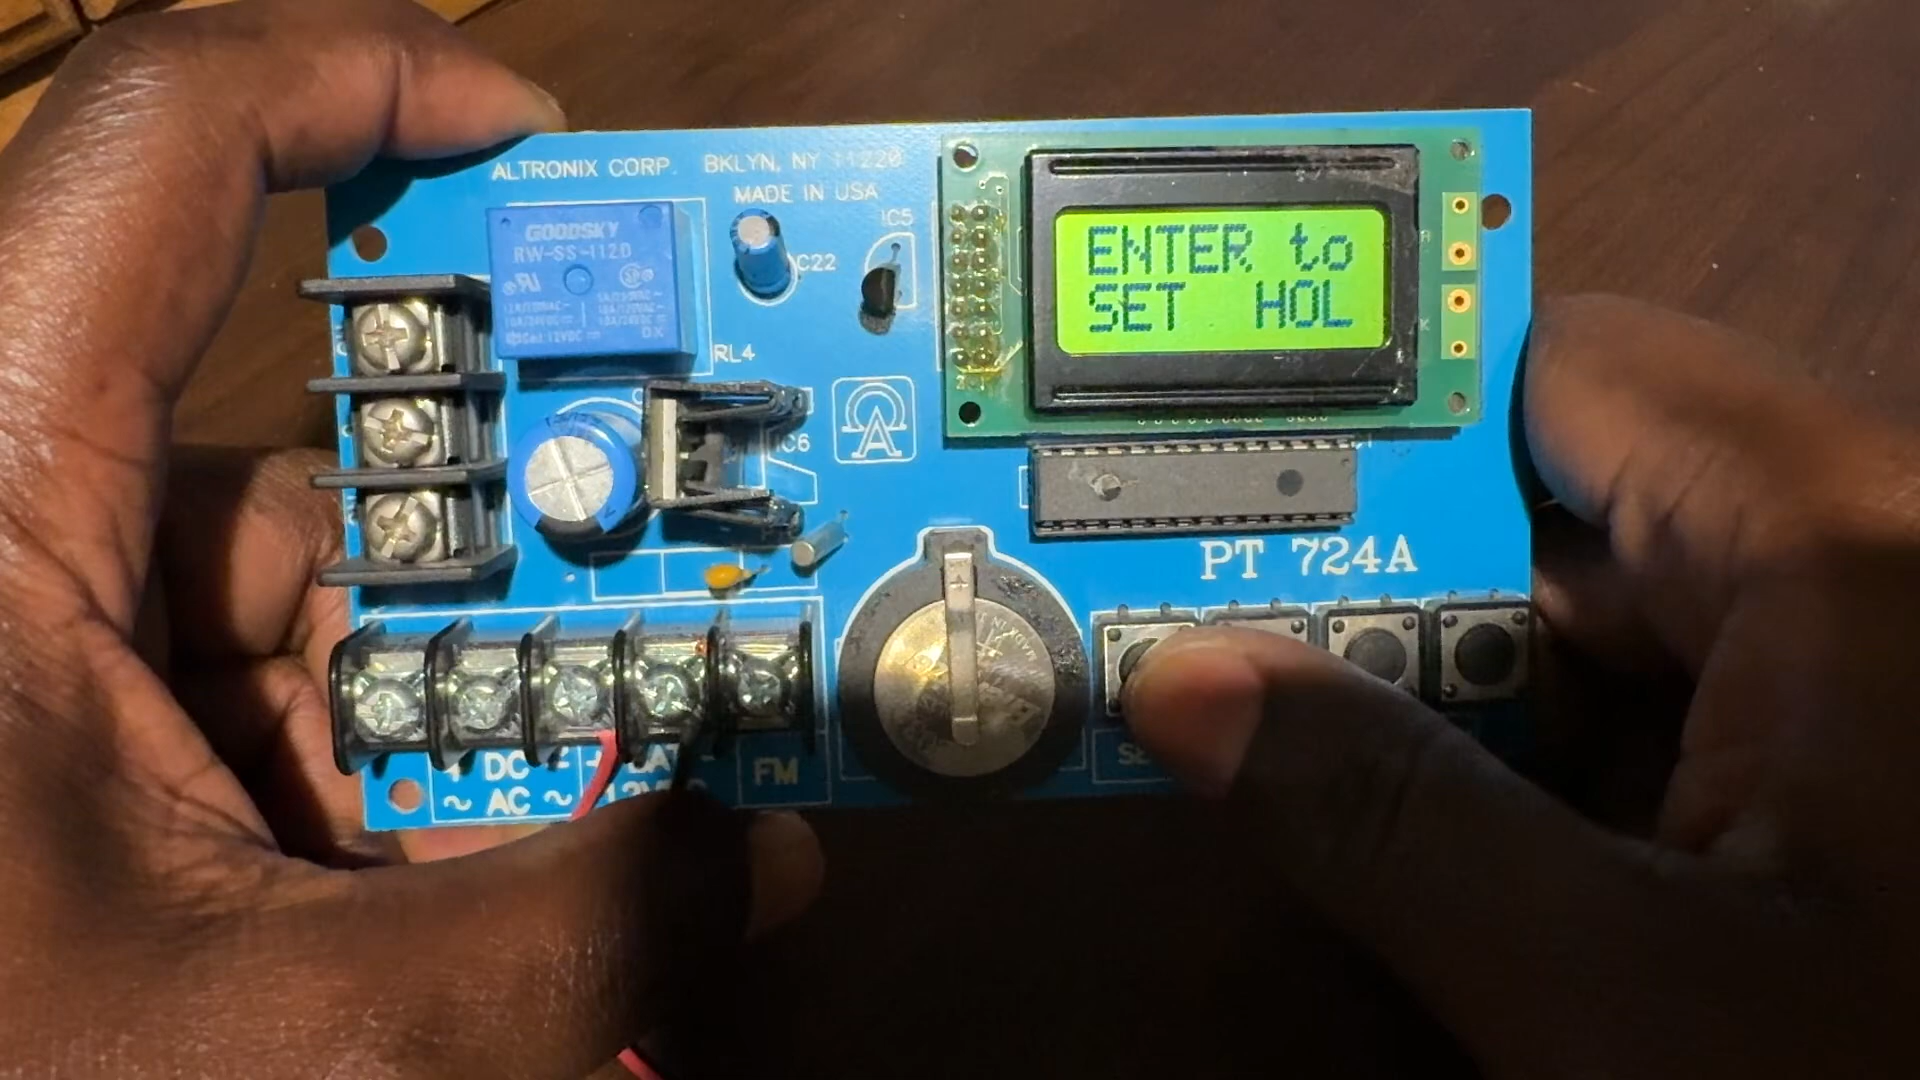 ALTRONIX CORP. BKLYN, NY 11220
MADE IN USA
IC5
GOODSKY
RW-SS-112D
C22
ENTER to
SET HOL
RL4
IC6
PT 724A
DC
FM
~ AC ~